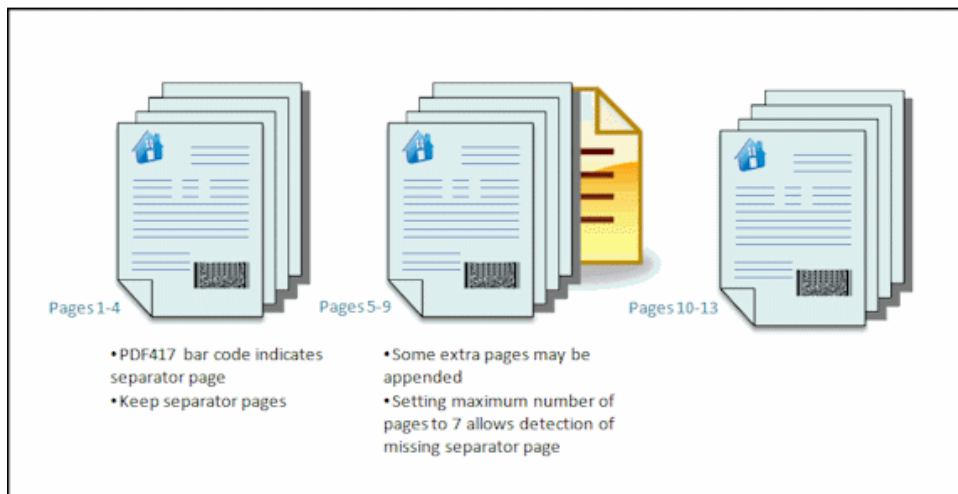 Pages 1-4
Pages 5-9
Pages 10-13
•PDF417 bar code indicates
separator page
•Keep separator pages
•Some extra pages may be
appended
•Setting maximum number of
pages to 7 allows detection of
missing separator page